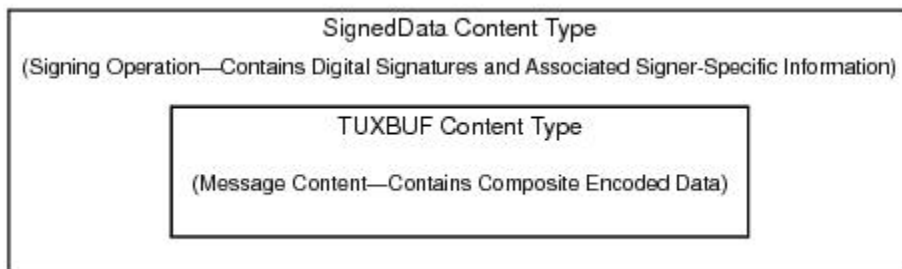 SignedData Content Type
(Signing Operation—Contains Digital Signatures and Associated Signer-Specific Information)
TUXBUF Content Type
(Message Content—Contains Composite Encoded Data)